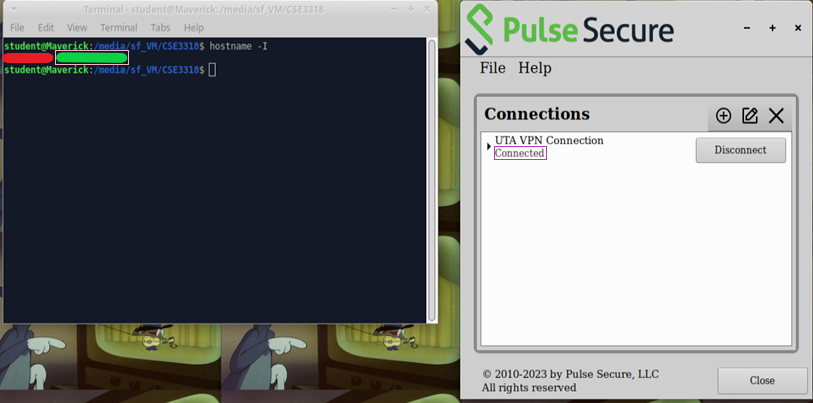 Terminal - student@Maverick:/media/sf_VM/CSE3318
File Edit View Terminal Tabs Help
student@Maverick:/media/sf_VM/CSE3318$ hostname -I
student@Maverick:/media/sf_VM/CSE3318$
Pulse Secure
File Help
Connections
UTA VPN Connection
Connected
Disconnect
© 2010-2023 by Pulse Secure, LLC
All rights reserved
Close